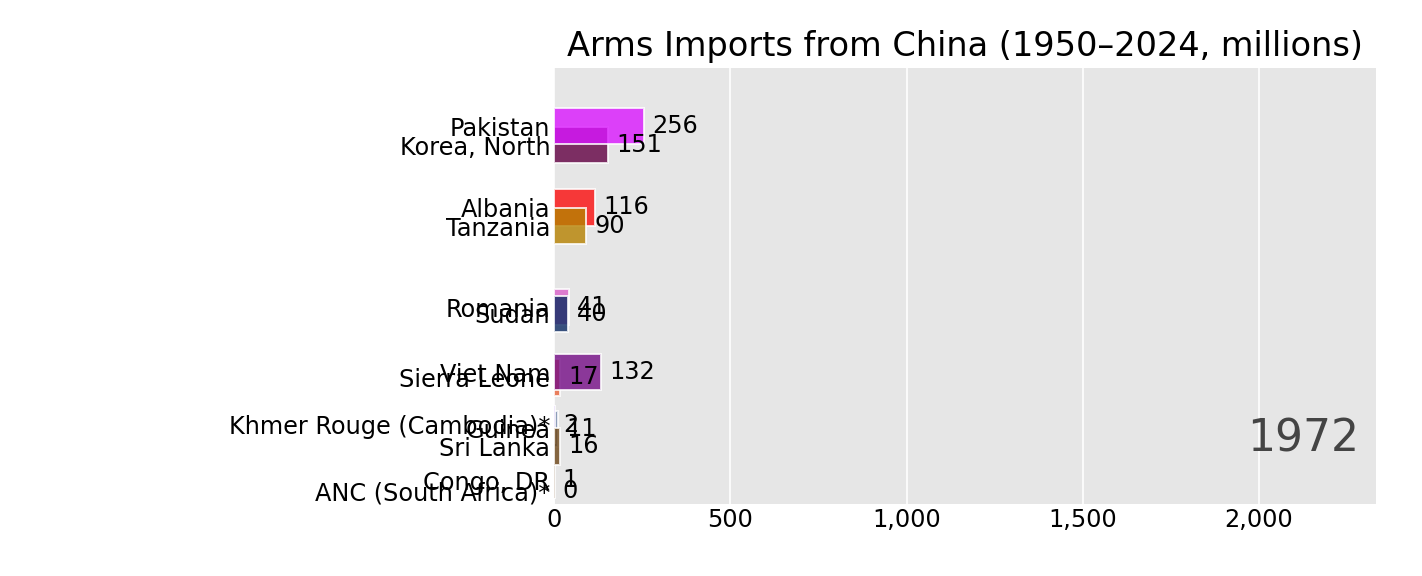 Arms Imports from China (1950–2024, millions)
Pakistan 256
Korea, North 151
Albania 116
Tanzania 90
Romania 41
Sudan 40
Viet Nam 132
Sierra Leone 17
Khmer Rouge (Cambodia)* 2
Guinea 11
Sri Lanka 16
Congo, DR 1
ANC (South Africa)* 0
1972
0 500 1,000 1,500 2,000